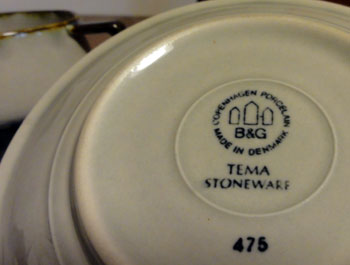 COPENHAGEN PORCELAIN
B&G
MADE IN DENMARK
TEMA
STONEWARE
475